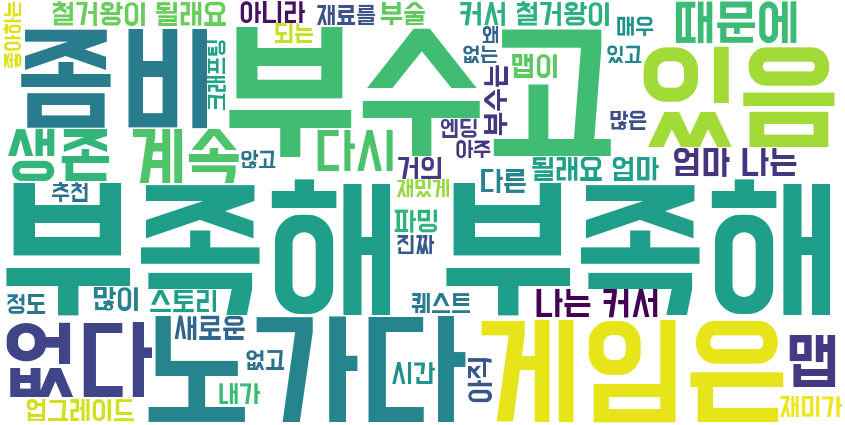 철거왕이 될래요
아니라
재료를
부술
커서 철거왕이
매우
때문에
녹화아좋
좀비
크래프팅
되는
부수고
없는
왜
맵이
있고
있음
부수는
많은
엔딩
아주
생존
계속
않고
다시
거의
될래요 엄마
엄마 나는
추천
재밌게
다른
파밍
진짜
부족해 부족해
정도
많이
스토리
퀘스트
나는 커서
새로운
없다
노가다
없고
시간
내가
아직
게임은
맵
업그레이드
재미가